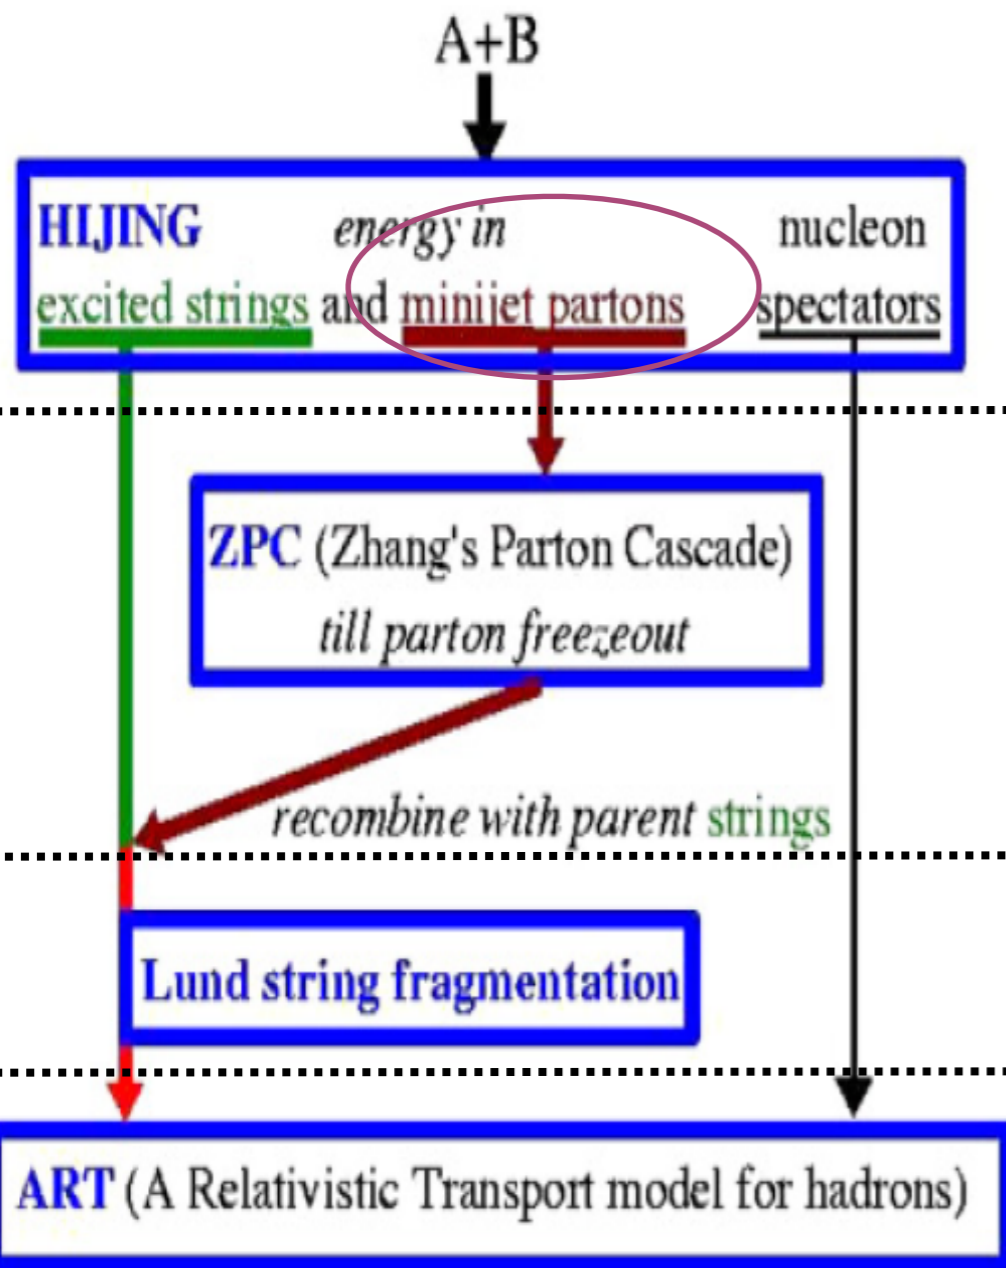 A+B
HIJING energy in nucleon
excited strings and minijet partons spectators
ZPC (Zhang's Parton Cascade)
till parton freezeout
recombine with parent strings
Lund string fragmentation
ART (A Relativistic Transport model for hadrons)